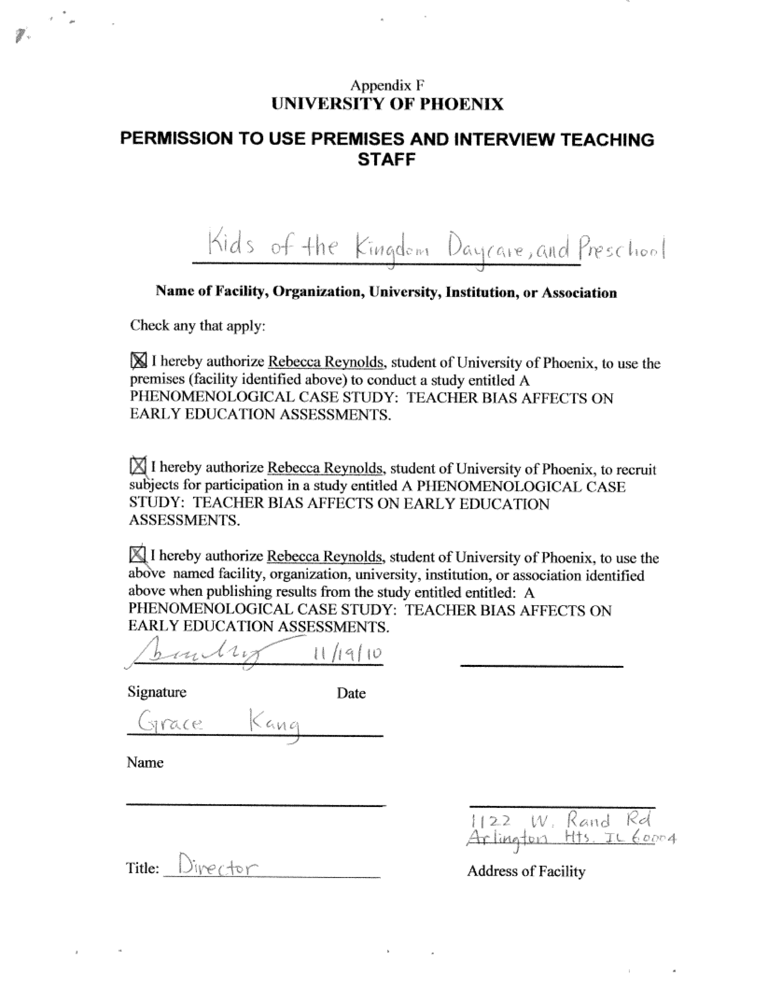 Appendix F
UNIVERSITY OF PHOENIX
PERMISSION TO USE PREMISES AND INTERVIEW TEACHING
STAFF
Kids of the Kingdom Daycare, and Preschool
Name of Facility, Organization, University, Institution, or Association
Check any that apply:
I hereby authorize Rebecca Reynolds, student of University of Phoenix, to use the
premises (facility identified above) to conduct a study entitled A
PHENOMENOLOGICAL CASE STUDY: TEACHER BIAS AFFECTS ON
EARLY EDUCATION ASSESSMENTS.
I hereby authorize Rebecca Reynolds, student of University of Phoenix, to recruit
subjects for participation in a study entitled A PHENOMENOLOGICAL CASE
STUDY: TEACHER BIAS AFFECTS ON EARLY EDUCATION
ASSESSMENTS.
I hereby authorize Rebecca Reynolds, student of University of Phoenix, to use the
above named facility, organization, university, institution, or association identified
above when publishing results from the study entitled entitled: A
PHENOMENOLOGICAL CASE STUDY: TEACHER BIAS AFFECTS ON
EARLY EDUCATION ASSESSMENTS.
11/19/10
Signature Date
Grace Kang
Name
1122 W. Rand Rd
Arlington Hts. IL 60004
Title: Director
Address of Facility